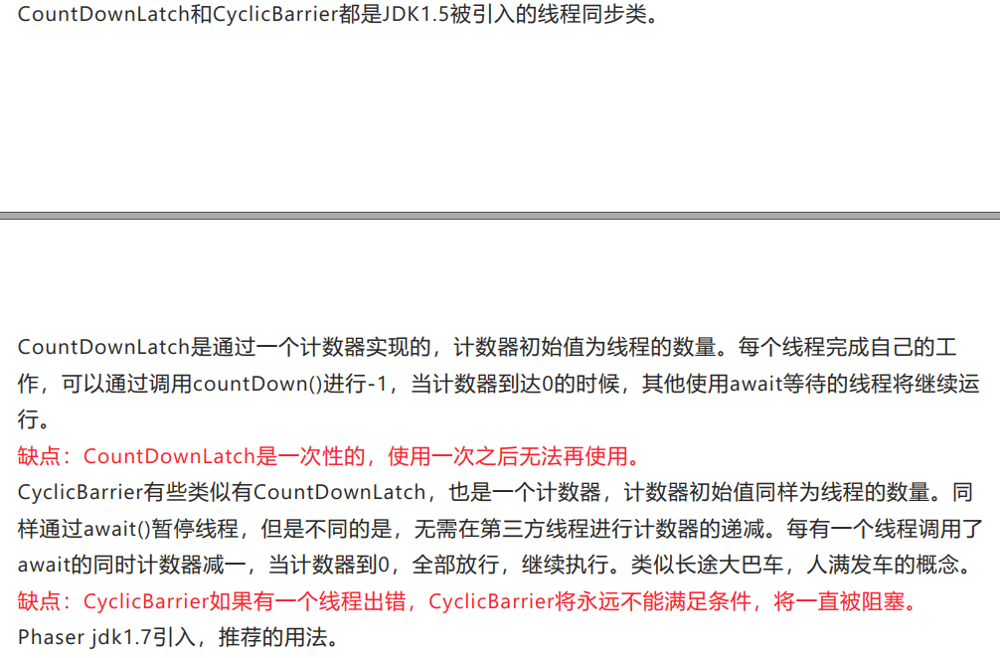 CountDownLatch和CyclicBarrier都是JDK1.5被引入的线程同步类。
CountDownLatch是通过一个计数器实现的，计数器初始值为线程的数量。每个线程完成自己的工
作，可以通过调用countDown()进行-1，当计数器到达0的时候，其他使用await等待的线程将继续运
行。
缺点：CountDownLatch是一次性的，使用一次之后无法再使用。
CyclicBarrier有些类似有CountDownLatch，也是一个计数器，计数器初始值同样为线程的数量。同
样通过await()暂停线程，但是不同的是，无需在第三方线程进行计数器的递减。每有一个线程调用了
await的同时计数器减一，当计数器到0，全部放行，继续执行。类似长途大巴车，人满发车的概念。
缺点：CyclicBarrier如果有一个线程出错，CyclicBarrier将永远不能满足条件，将一直被阻塞。
Phaser jdk1.7引入，推荐的用法。